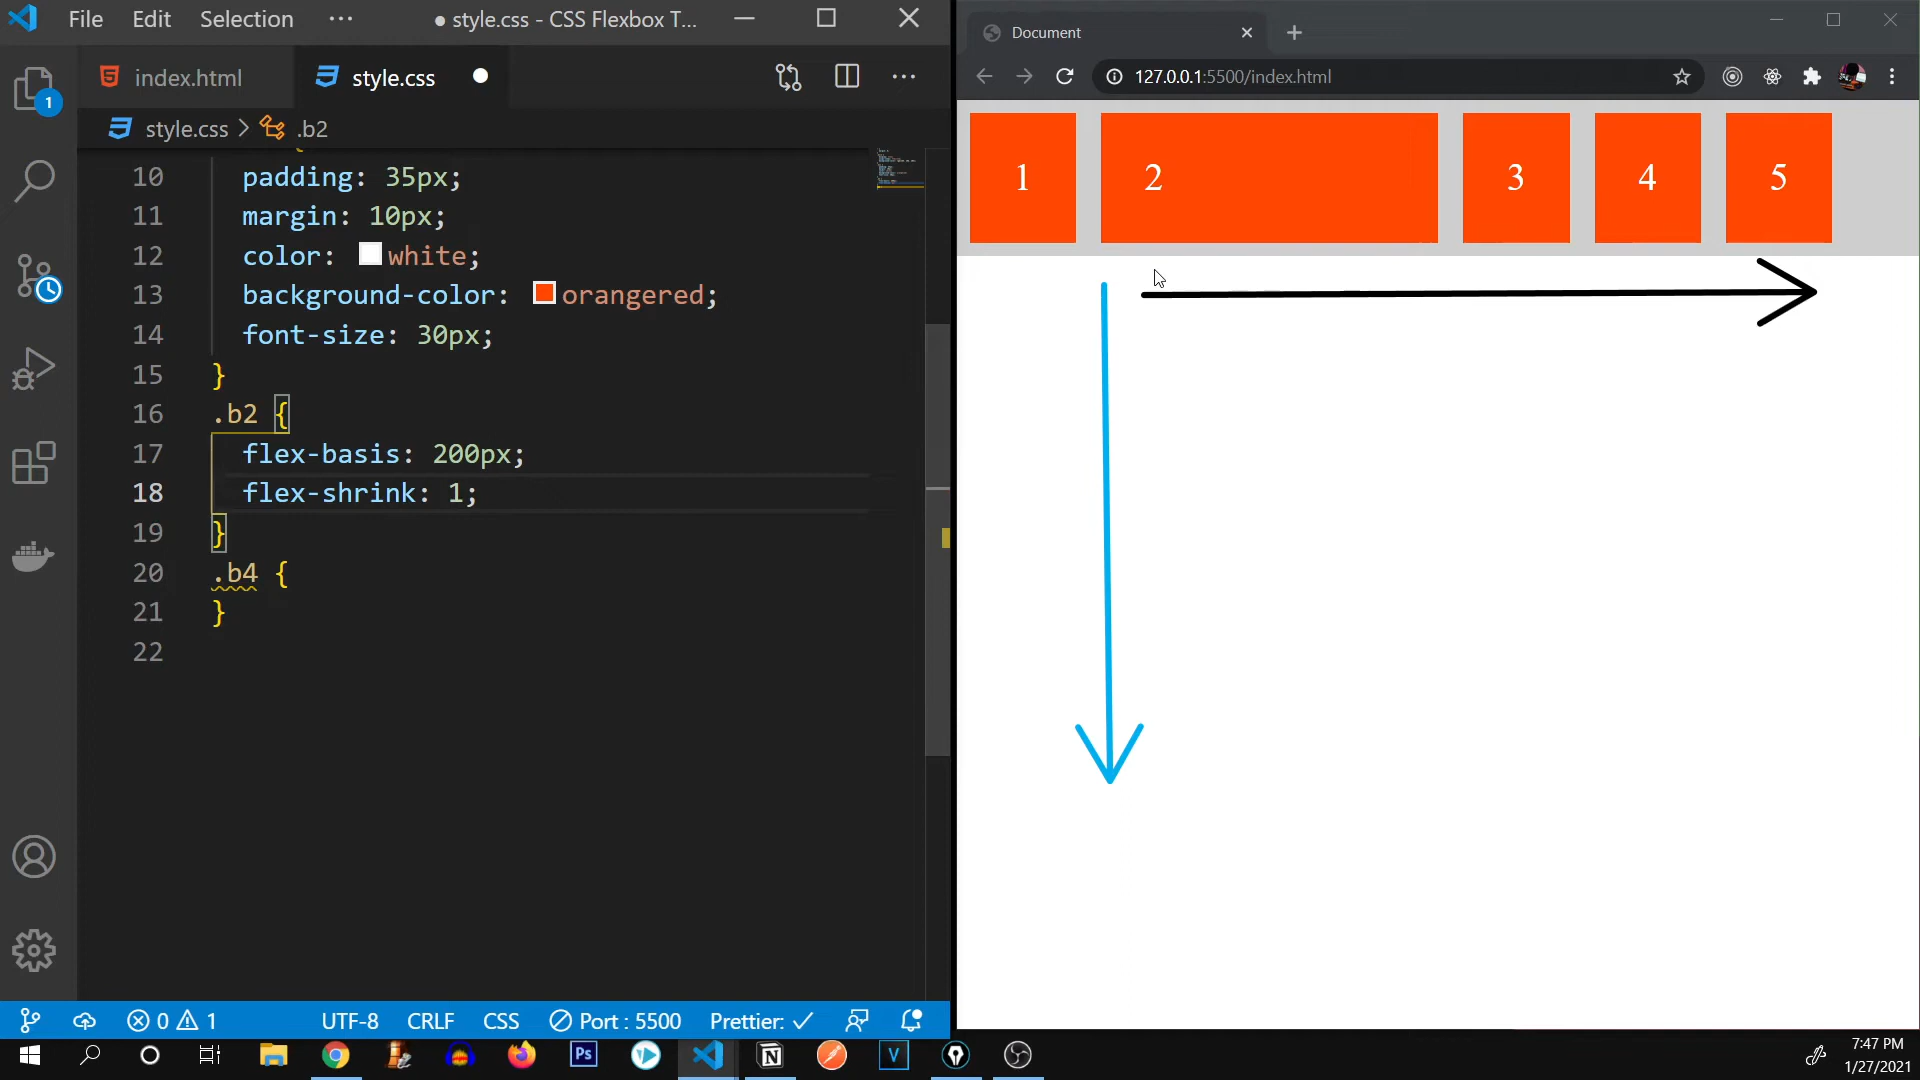 File Edit Selection ··· ● style.css - CSS Flexbox T...
index.html style.css ●
style.css > .b2
10 padding: 35px;
11 margin: 10px;
12 color: white;
13 background-color: orangered;
14 font-size: 30px;
15 }
16 .b2 {
17 flex-basis: 200px;
18 flex-shrink: 1;
19 }
20 .b4 {
21 }
22
1
0 1 UTF-8 CRLF CSS Port : 5500 Prettier: ✓
Document
127.0.0.1:5500/index.html
1 2 3 4 5
Ps N V
7:47 PM
1/27/2021